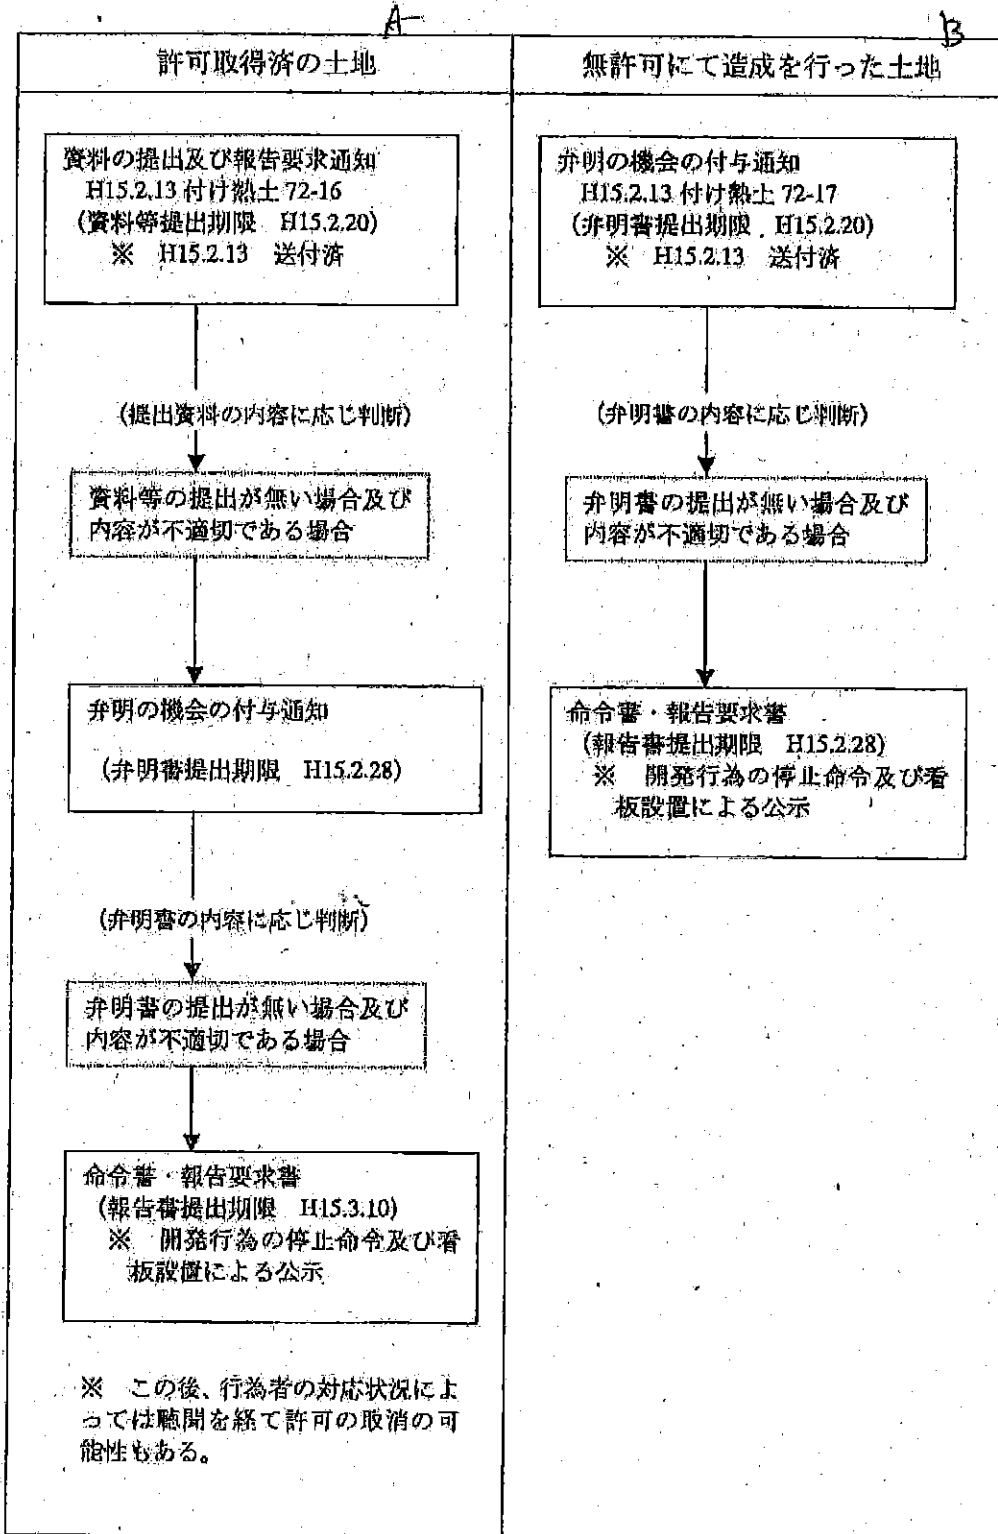 A
許可取得済の土地
資料の提出及び報告要求通知
H15.2.13付け熱土72-16
(資料等提出期限 H15.2.20)
※ H15.2.13 送付済
(提出資料の内容に応じ判断)
資料等の提出が無い場合及び
内容が不適切である場合
弁明の機会の付与通知
(弁明書提出期限 H15.2.28)
(弁明書の内容に応じ判断)
弁明書の提出が無い場合及び
内容が不適切である場合
命令書・報告要求書
(報告書提出期限 H15.3.10)
※ 開発行為の停止命令及び看
板設置による公示
※ この後、行為者の対応状況によ
っては聴聞を経て許可の取消の可
能性もある。
B
無許可にて造成を行った土地
弁明の機会の付与通知
H15.2.13付け熱土72-17
(弁明書提出期限 H15.2.20)
※ H15.2.13 送付済
(弁明書の内容に応じ判断)
弁明書の提出が無い場合及び
内容が不適切である場合
命令書・報告要求書
(報告書提出期限 H15.2.28)
※ 開発行為の停止命令及び看
板設置による公示